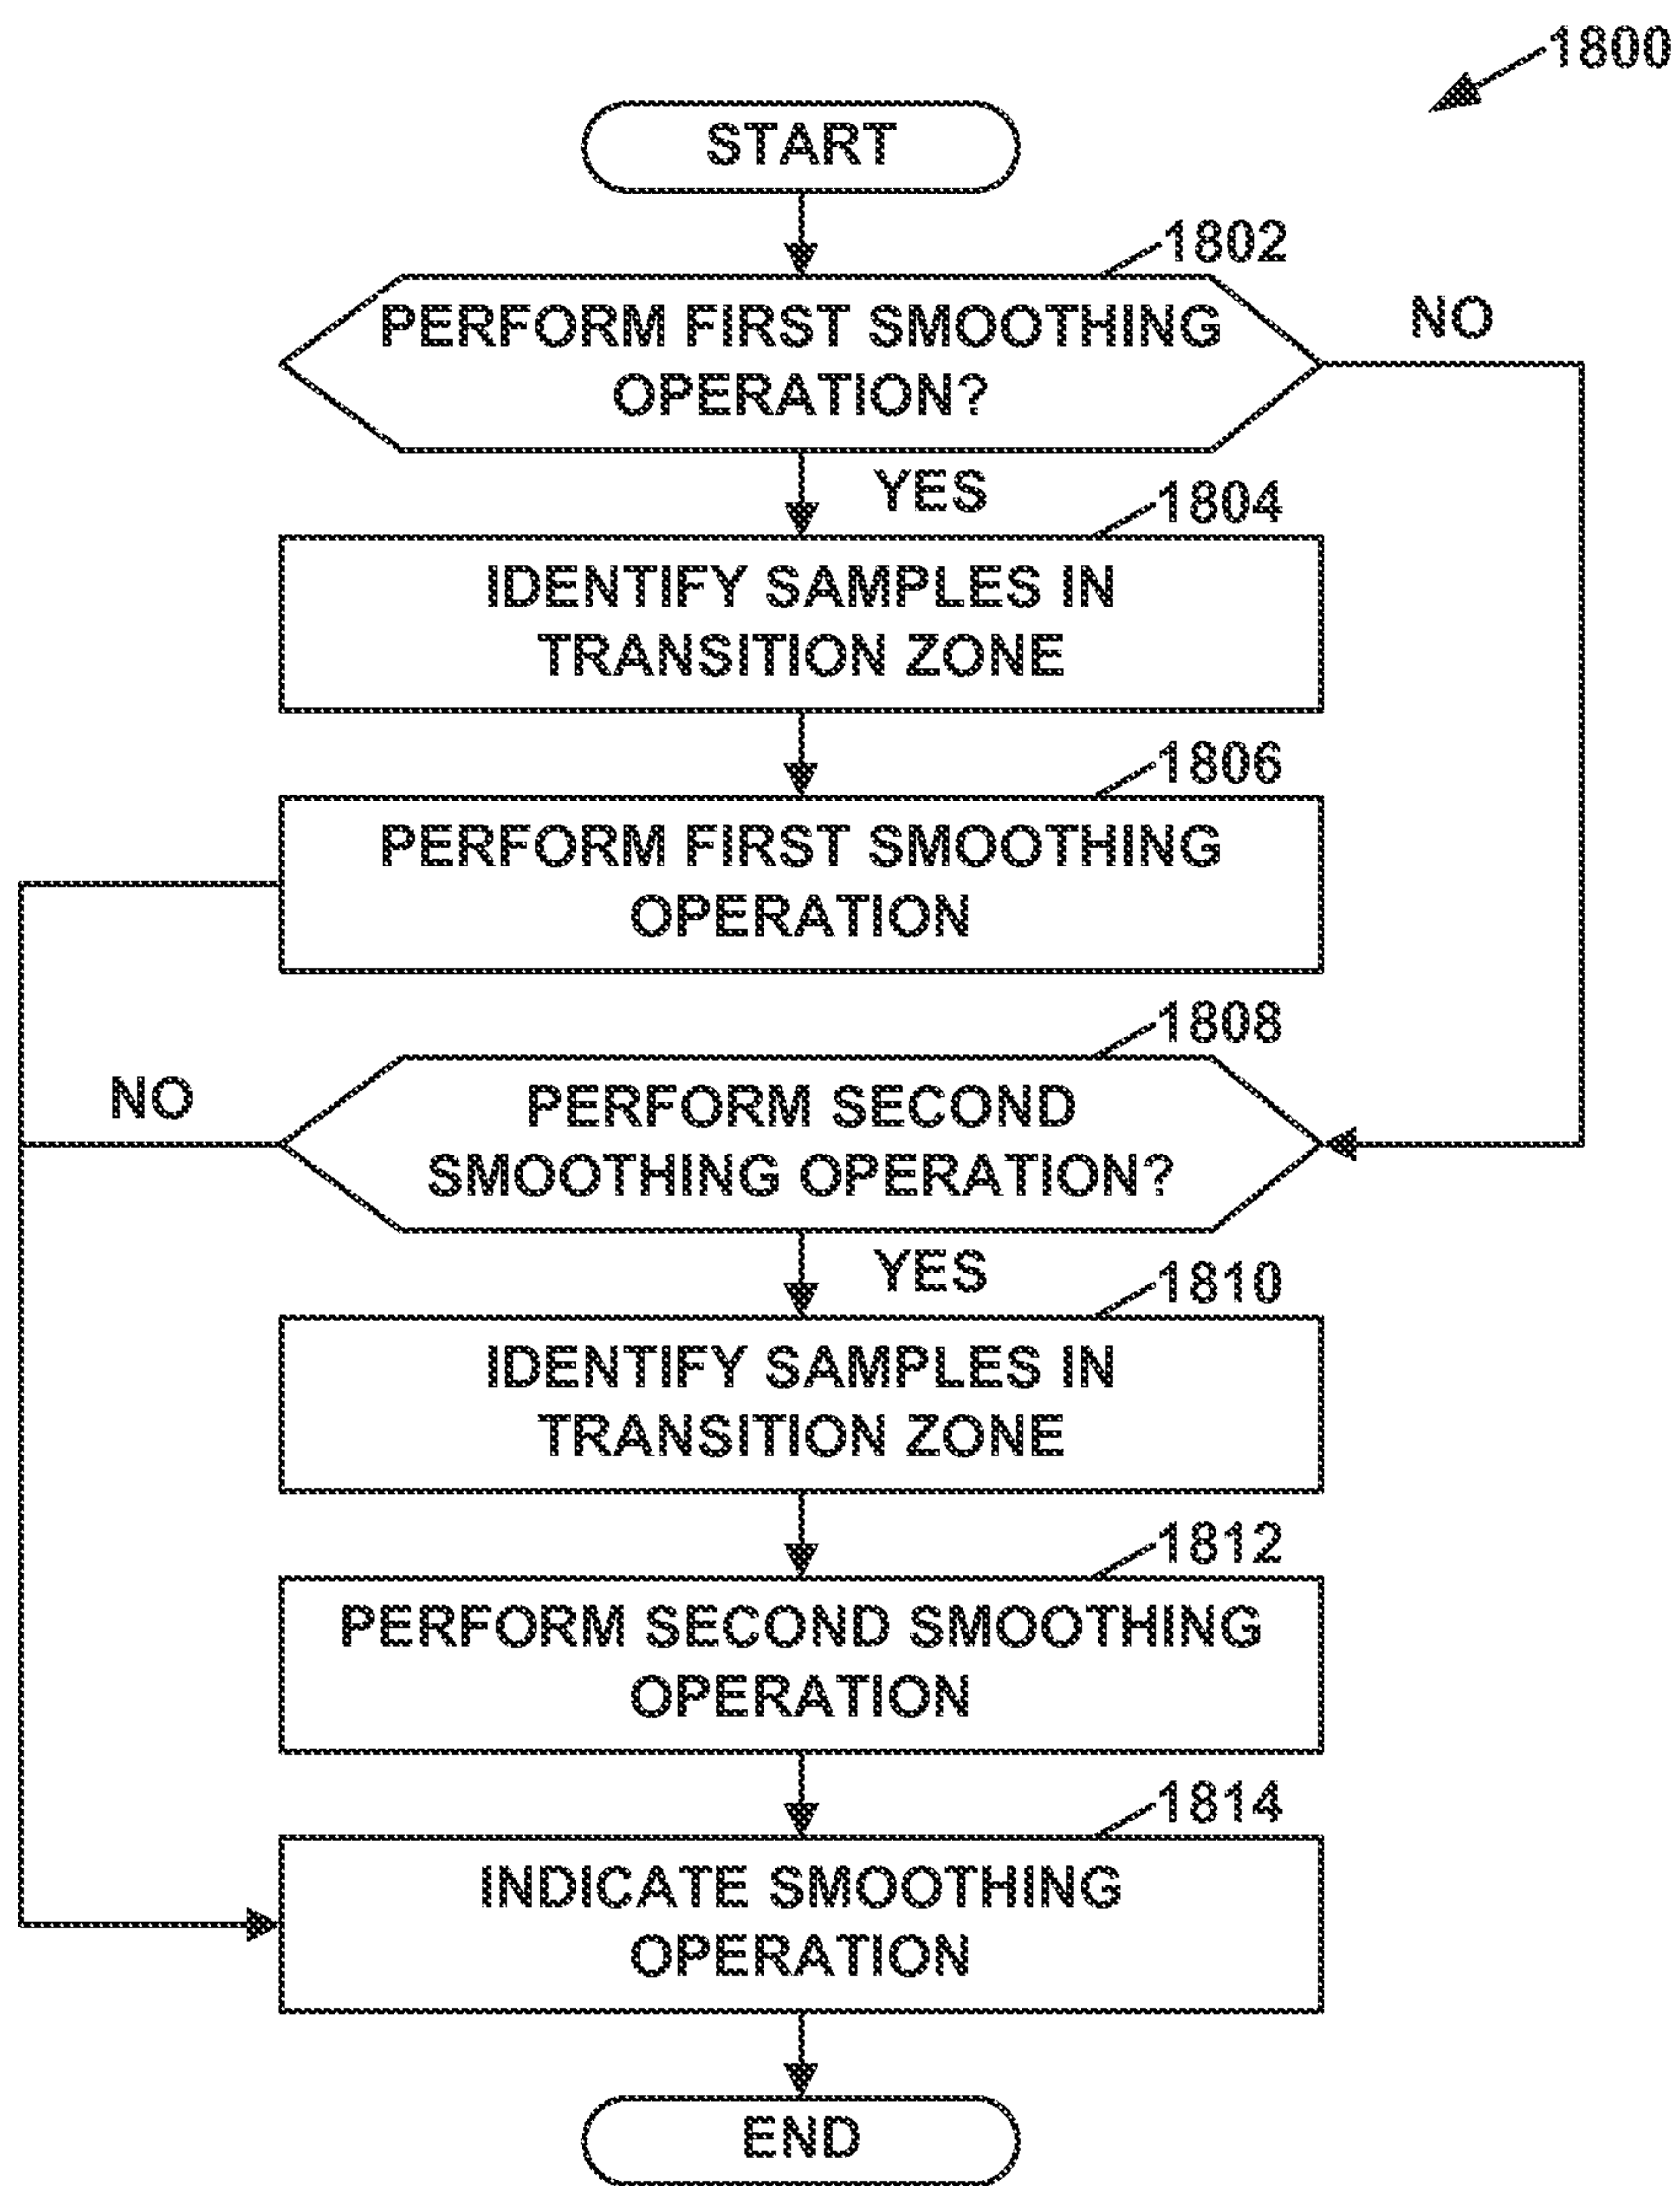 1800
START
1802
PERFORM FIRST SMOOTHING
OPERATION?
NO
YES
1804
IDENTIFY SAMPLES IN
TRANSITION ZONE
1806
PERFORM FIRST SMOOTHING
OPERATION
1808
NO
PERFORM SECOND
SMOOTHING OPERATION?
YES
1810
IDENTIFY SAMPLES IN
TRANSITION ZONE
1812
PERFORM SECOND SMOOTHING
OPERATION
1814
INDICATE SMOOTHING
OPERATION
END